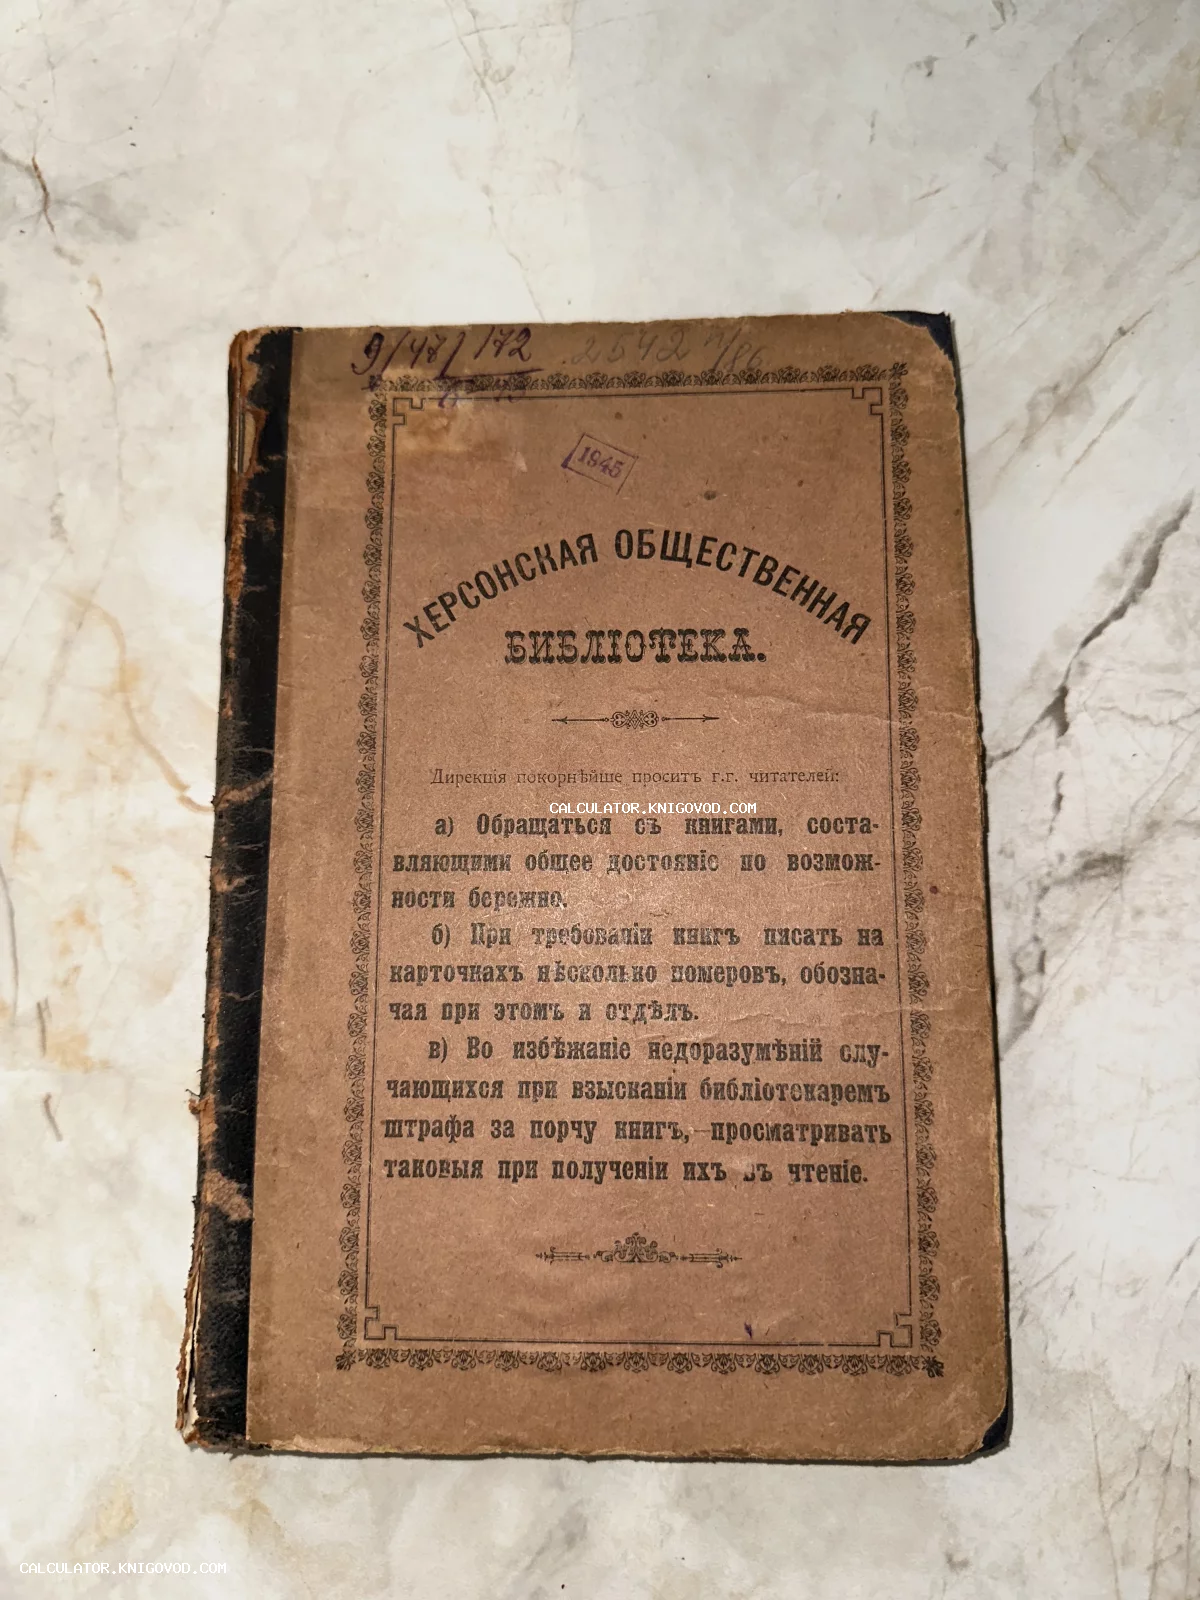 9/47/ 172
2542
1945
ХЕРСОНСКАЯ ОБЩЕСТВЕННАЯ
БИБЛІОТЕКА.
Дирекція покорнѣйше проситъ г.г. читателей:
CALCULATOR.KNIGOVOD.COM
а) Обращаться съ книгами, соста-
вляющими общее достояніе по возмож-
ности бережно.
б) При требованіи книгъ писать на
карточкахъ нѣсколько номеровъ, обозна-
чая при этомъ и отдѣлъ.
в) Во избѣжаніе недоразумѣній слу-
чающихся при взысканіи библіотекаремъ
штрафа за порчу книгъ, просматривать
таковыя при полученіи ихъ въ чтеніе.
CALCULATOR.KNIGOVOD.COM